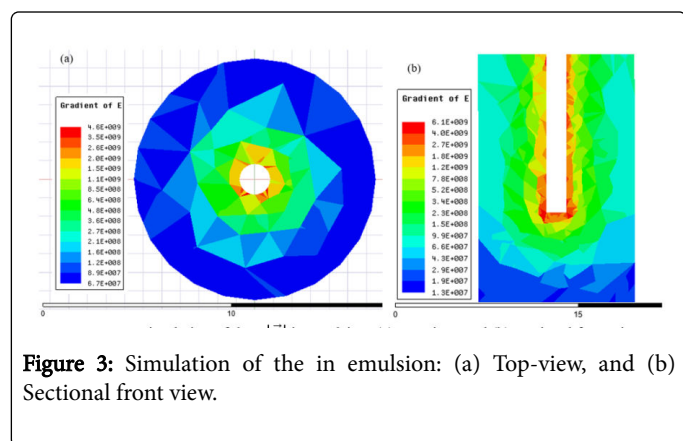 (a)
Gradient of E
4.6E+009
3.5E+009
2.6E+009
2.0E+009
1.5E+009
1.1E+009
8.5E+008
6.4E+008
4.8E+008
3.6E+008
2.7E+008
2.1E+008
1.6E+008
1.2E+008
8.9E+007
6.7E+007
0
10
(b)
Gradient of E
6.1E+009
4.0E+009
2.7E+009
1.8E+009
1.2E+009
7.8E+008
5.2E+008
3.4E+008
2.3E+008
1.5E+008
9.9E+007
6.6E+007
4.3E+007
2.9E+007
1.9E+007
1.3E+007
0
15
Figure 3: Simulation of the in emulsion: (a) Top-view, and (b)
Sectional front view.